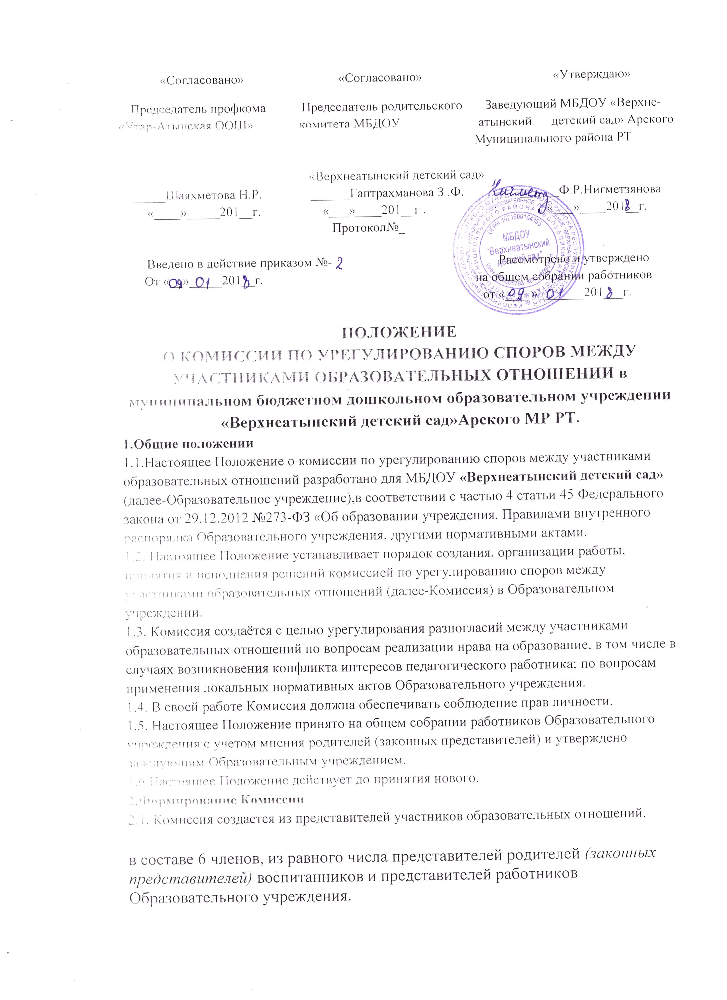 «Согласовано» «Согласовано» «Утверждаю»
Председатель профкома Председатель родительского Заведующий МБДОУ «Верхне-
«Утар-Атынская ООШ» комитета МБДОУ атынский детский сад» Арского
Муниципального района РТ
«Верхнеатынский детский сад»
_____Шаяхметова Н.Р. ______Гаптрахманова З .Ф. ______Ф.Р.Нигметзянова
«____»_____201__г. «___»____201__г . «____»____2018__г.
Протокол№_
МБДОУ
"Верхнеатынский
детский сад"
ОГРН 1021606154855
Введено в действие приказом №- 2 Рассмотрено и утверждено
на общем собрании работников
От «09»_01____2018__г. от «_09_»_01_____2018___г.
ПОЛОЖЕНИЕ
О КОМИССИИ ПО УРЕГУЛИРОВАНИЮ СПОРОВ МЕЖДУ
УЧАСТНИКАМИ ОБРАЗОВАТЕЛЬНЫХ ОТНОШЕНИИ в
муниципальном бюджетном дошкольном образовательном учреждении
«Верхнеатынский детский сад»Арского МР РТ.
1.Общие положении
1.1.Настоящее Положение о комиссии по урегулированию споров между участниками
образовательных отношений разработано для МБДОУ «Верхнеатынский детский сад»
(далее-Образовательное учреждение),в соответствии с частью 4 статьи 45 Федерального
закона от 29.12.2012 №273-ФЗ «Об образовании учреждения. Правилами внутренного
распорядка Образовательного учреждения, другими нормативными актами.
1.2. Настоящее Положение устанавливает порядок создания, организации работы,
принятия и исполнения решений комиссией по урегулированию споров между
участниками образовательных отношений (далее-Комиссия) в Образовательном
учреждении.
1.3. Комиссия создаётся с целью урегулирования разногласий между участниками
образовательных отношений по вопросам реализации нрава на образование. в том числе в
случаях возникновения конфликта интересов педагогического работника; по вопросам
применения локальных нормативных актов Образовательного учреждения.
1.4. В своей работе Комиссия должна обеспечивать соблюдение прав личности.
1.5. Настоящее Положение принято на общем собрании работников Образовательного
учреждения с учетом мнения родителей (законных представителей) и утверждено
заведующим Образовательным учреждением.
1.6.Настоящее Положение действует до принятия нового.
2.Формирование Комиссии
2.1. Комиссия создается из представителей участников образовательных отношений.
в составе 6 членов, из равного числа представителей родителей (законных
представителей) воспитанников и представителей работников
Образовательного учреждения.